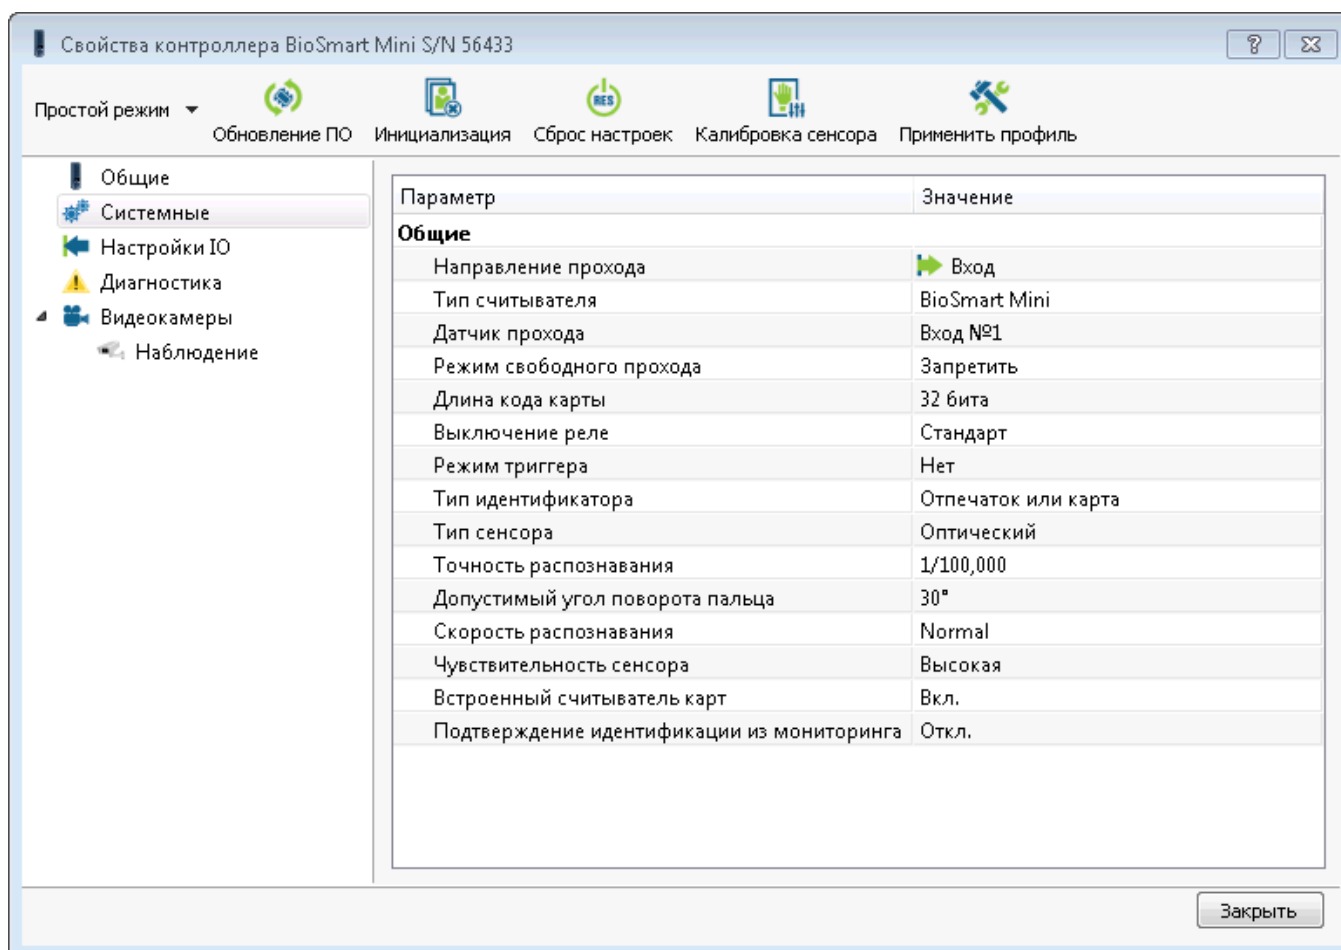 Свойства контроллера BioSmart Mini S/N 56433
Простой режим
Обновление ПО
Инициализация
RES
Сброс настроек
Калибровка сенсора
Применить профиль
Общие
Системные
Настройки IO
Диагностика
Видеокамеры
Наблюдение
Параметр Значение
Общие
Направление прохода Вход
Тип считывателя BioSmart Mini
Датчик прохода Вход №1
Режим свободного прохода Запретить
Длина кода карты 32 бита
Выключение реле Стандарт
Режим триггера Нет
Тип идентификатора Отпечаток или карта
Тип сенсора Оптический
Точность распознавания 1/100,000
Допустимый угол поворота пальца 30°
Скорость распознавания Normal
Чувствительность сенсора Высокая
Встроенный считыватель карт Вкл.
Подтверждение идентификации из мониторинга Откл.
Закрыть